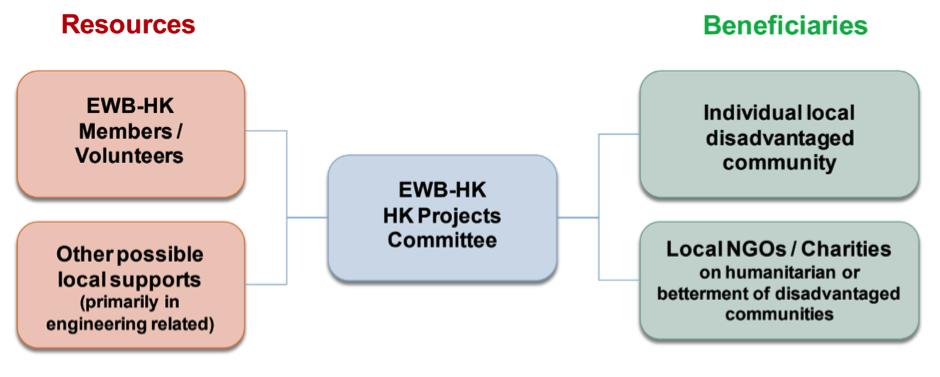 Resources
Beneficiaries
EWB-HK
Members /
Volunteers
Other possible
local supports
(primarily in
engineering related)
EWB-HK
HK Projects
Committee
Individual local
disadvantaged
community
Local NGOs / Charities
on humanitarian or
betterment of disadvantaged
communities